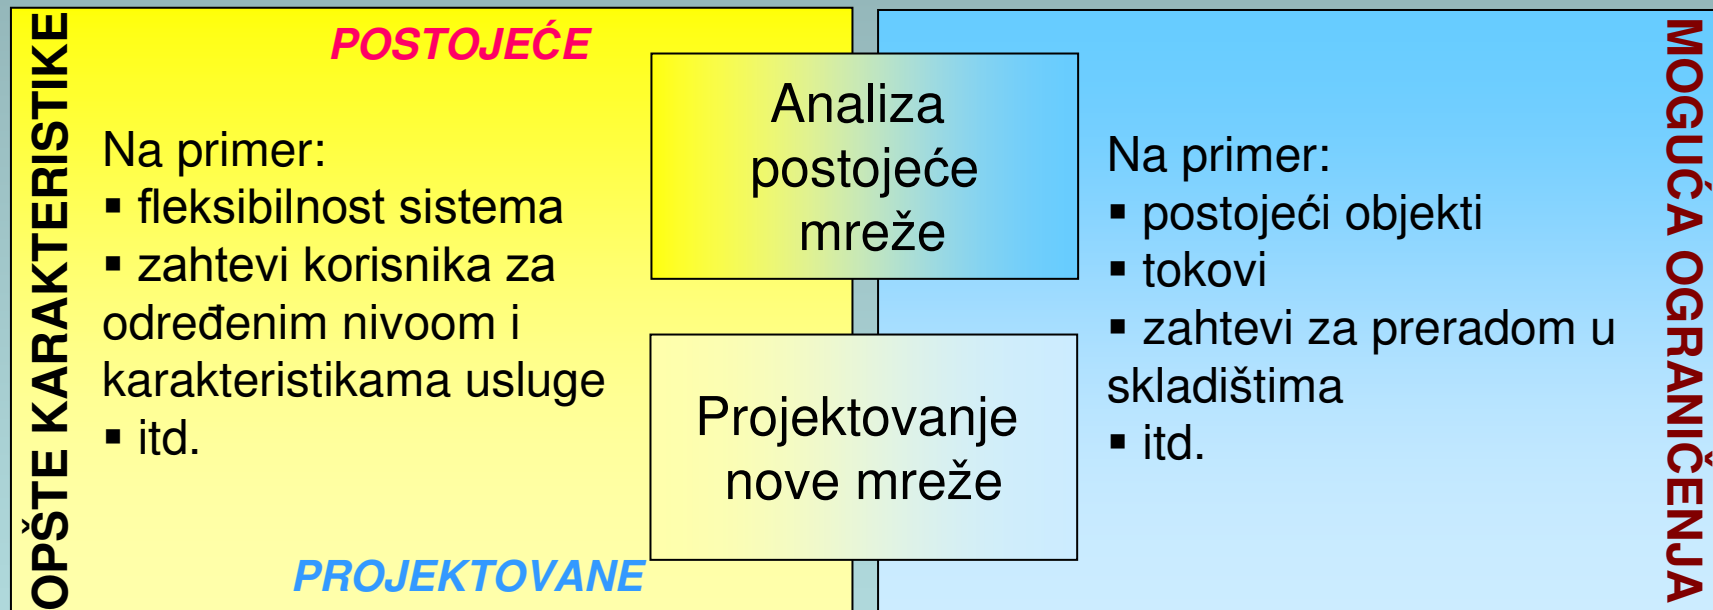 OPŠTE KARAKTERISTIKE
POSTOJEĆE
Na primer:
▪ fleksibilnost sistema
▪ zahtevi korisnika za
određenim nivoom i
karakteristikama usluge
▪ itd.
PROJEKTOVANE
Analiza
postojeće
mreže
Projektovanje
nove mreže
Na primer:
▪ postojeći objekti
▪ tokovi
▪ zahtevi za preradom u
skladištima
▪ itd.
MOGUĆA OGRANIČENJA